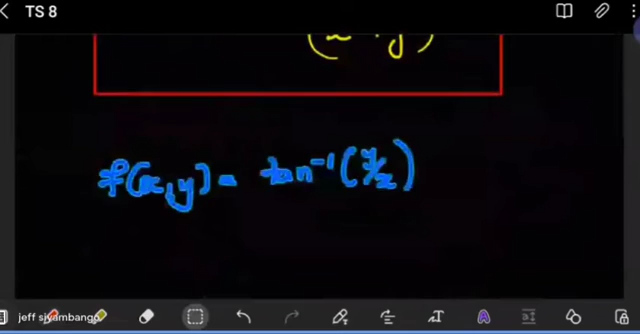 TS 8
f(x,y) = tan⁻¹(y/x)
jeff siyambango